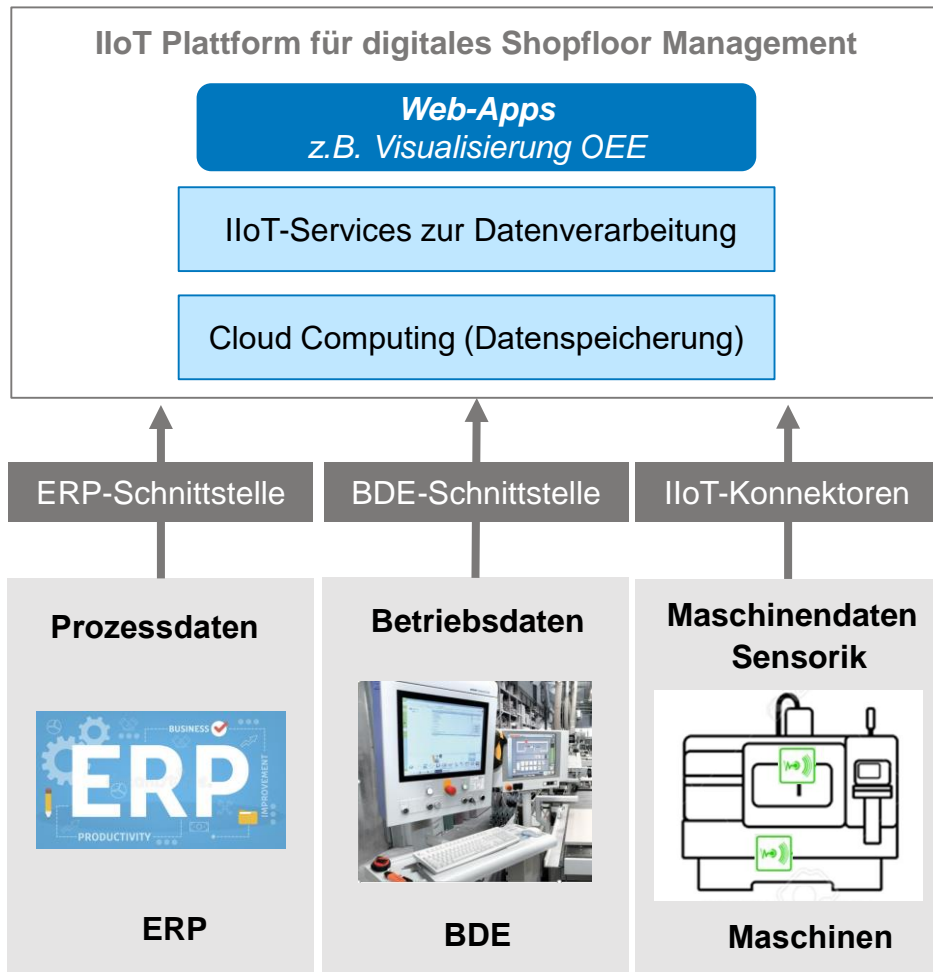 IIoT Plattform für digitales Shopfloor Management
Web-Apps
z.B. Visualisierung OEE
IIoT-Services zur Datenverarbeitung
Cloud Computing (Datenspeicherung)
ERP-Schnittstelle
BDE-Schnittstelle
IIoT-Konnektoren
Prozessdaten
BUSINESS
ERP
IMPROVEMENT
PRODUCTIVITY
ERP
Betriebsdaten
BDE
Maschinendaten
Sensorik
Maschinen